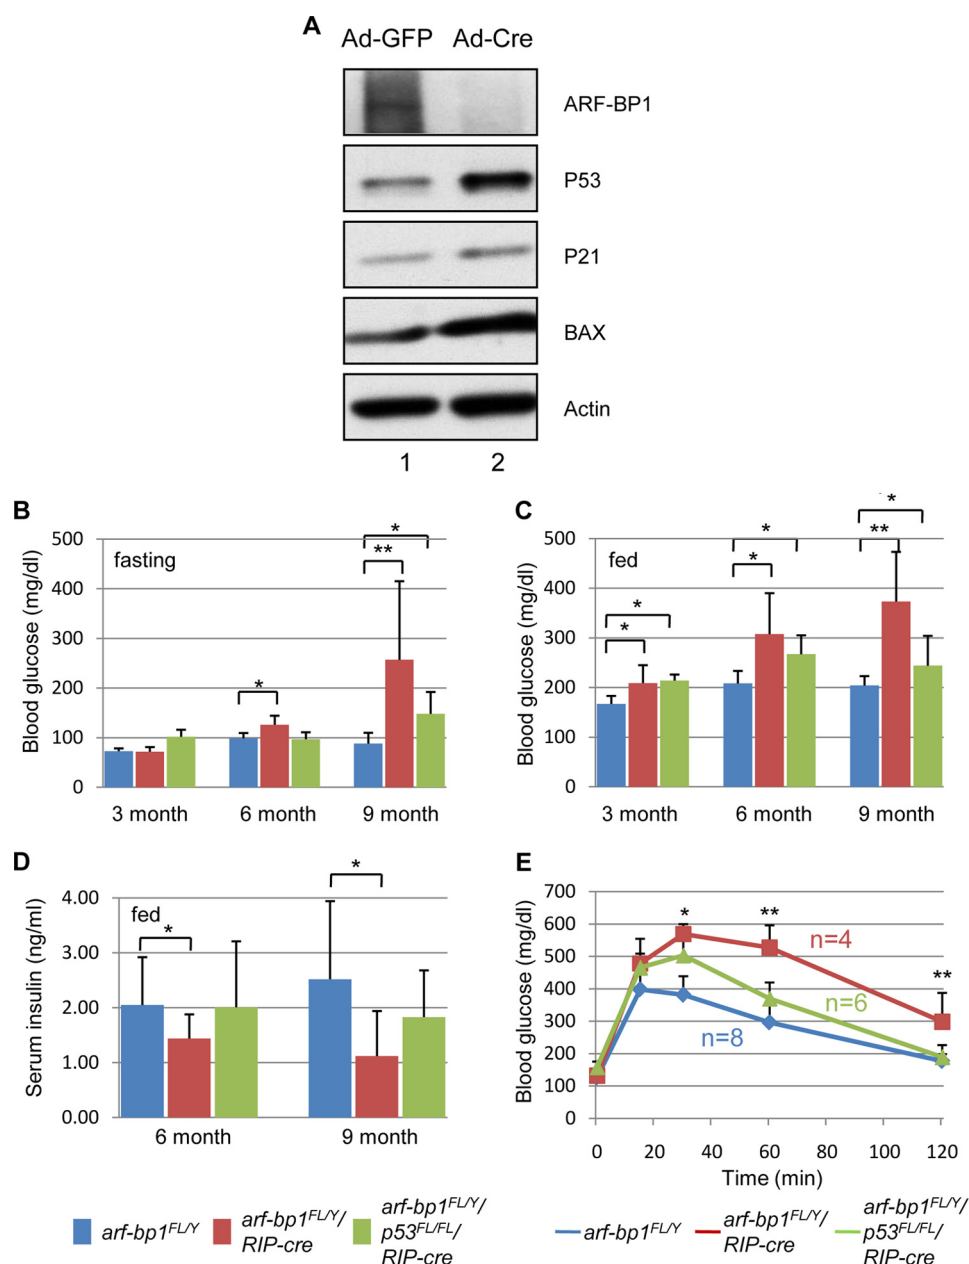 A
Ad-GFP Ad-Cre
ARF-BP1
P53
P21
BAX
Actin
1 2
B
Blood glucose (mg/dl)
fasting
500
400
300
200
100
0
*
**
*
3 month 6 month 9 month
C
Blood glucose (mg/dl)
fed
500
400
300
200
100
0
*
*
*
*
*
**
3 month 6 month 9 month
D
Serum insulin (ng/ml)
fed
4.00
3.00
2.00
1.00
0.00
*
*
6 month 9 month
E
Blood glucose (mg/dl)
700
600
500
400
300
200
100
0
*
**
**
n=4
n=6
n=8
0 20 40 60 80 100 120
Time (min)
arf-bp1FL/Y
arf-bp1FL/Y/
RIP-cre
arf-bp1FL/Y/
p53FL/FL/
RIP-cre
arf-bp1FL/Y
arf-bp1FL/Y/
RIP-cre
arf-bp1FL/Y/
p53FL/FL/
RIP-cre